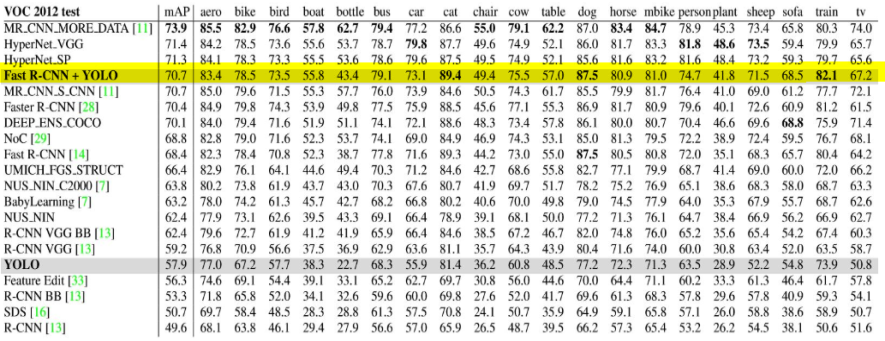 VOC 2012 test mAP aero bike bird boat bottle bus car cat chair cow table dog horse mbike person plant sheep sofa train tv
MR_CNN_MORE_DATA [11] 73.9 85.5 82.9 76.6 57.8 62.7 79.4 77.2 86.6 55.0 79.1 62.2 87.0 83.4 84.7 78.9 45.3 73.4 65.8 80.3 74.0
HyperNet_VGG 71.4 84.2 78.5 73.6 55.6 53.7 78.7 79.8 87.7 49.6 74.9 52.1 86.0 81.7 83.3 81.8 48.6 73.5 59.4 79.9 65.7
HyperNet_SP 71.3 84.1 78.3 73.3 55.5 53.6 78.6 79.6 87.5 49.5 74.9 52.1 85.6 81.6 83.2 81.6 48.4 73.2 59.3 79.7 65.6
Fast R-CNN + YOLO 70.7 83.4 78.5 73.5 55.8 43.4 79.1 73.1 89.4 49.4 75.5 57.0 87.5 80.9 81.0 74.7 41.8 71.5 68.5 82.1 67.2
MR_CNN_S_CNN [11] 70.7 85.0 79.6 71.5 55.3 57.7 76.0 73.9 84.6 50.5 74.3 61.7 85.5 79.9 81.7 76.4 41.0 69.0 61.2 77.7 72.1
Faster R-CNN [28] 70.4 84.9 79.8 74.3 53.9 49.8 77.5 75.9 88.5 45.6 77.1 55.3 86.9 81.7 80.9 79.6 40.1 72.6 60.9 81.2 61.5
DEEP_ENS_COCO 70.1 84.0 79.4 71.6 51.9 51.1 74.1 72.1 88.6 48.3 73.4 57.8 86.1 80.0 80.7 70.4 46.6 69.6 68.8 75.9 71.4
NoC [29] 68.8 82.8 79.0 71.6 52.3 53.7 74.1 69.0 84.9 46.9 74.3 53.1 85.0 81.3 79.5 72.2 38.9 72.4 59.5 76.7 68.1
Fast R-CNN [14] 68.4 82.3 78.4 70.8 52.3 38.7 77.8 71.6 89.3 44.2 73.0 55.0 87.5 80.5 80.8 72.0 35.1 68.3 65.7 80.4 64.2
UMICH_FGS_STRUCT 66.4 82.9 76.1 64.1 44.6 49.4 70.3 71.2 84.6 42.7 68.6 55.8 82.7 77.1 79.9 68.7 41.4 69.0 60.0 72.0 66.2
NUS_NIN_C2000 [7] 63.8 80.2 73.8 61.9 43.7 43.0 70.3 67.6 80.7 41.9 69.7 51.7 78.2 75.2 76.9 65.1 38.6 68.3 58.0 68.7 63.3
BabyLearning [7] 63.2 78.0 74.2 61.3 45.7 42.7 68.2 66.8 80.2 40.6 70.0 49.8 79.0 74.5 77.9 64.0 35.3 67.9 55.7 68.7 62.6
NUS_NIN 62.4 77.9 73.1 62.6 39.5 43.3 69.1 66.4 78.9 39.1 68.1 50.0 77.2 71.3 76.1 64.7 38.4 66.9 56.2 66.9 62.7
R-CNN VGG BB [13] 62.4 79.6 72.7 61.9 41.2 41.9 65.9 66.4 84.6 38.5 67.2 46.7 82.0 74.8 76.0 65.2 35.6 65.4 54.2 67.4 60.3
R-CNN VGG [13] 59.2 76.8 70.9 56.6 37.5 36.9 62.9 63.6 81.1 35.7 64.3 43.9 80.4 71.6 74.0 60.0 30.8 63.4 52.0 63.5 58.7
YOLO 57.9 77.0 67.2 57.7 38.3 22.7 68.3 55.9 81.4 36.2 60.8 48.5 77.2 72.3 71.3 63.5 28.9 52.2 54.8 73.9 50.8
Feature Edit [33] 56.3 74.6 69.1 54.4 39.1 33.1 65.2 62.7 69.7 30.8 56.0 44.6 70.0 64.4 71.1 60.2 33.3 61.3 46.4 61.7 57.8
R-CNN BB [13] 53.3 71.8 65.8 52.0 34.1 32.6 59.6 60.0 69.8 27.6 52.0 41.7 69.6 61.3 68.3 57.8 29.6 57.8 40.9 59.3 54.1
SDS [16] 50.7 69.7 58.4 48.5 28.3 28.8 61.3 57.5 70.8 24.1 50.7 35.9 64.9 59.1 65.8 57.1 26.0 58.8 38.6 58.9 50.7
R-CNN [13] 49.6 68.1 63.8 46.1 29.4 27.9 56.6 57.0 65.9 26.5 48.7 39.5 66.2 57.3 65.4 53.2 26.2 54.5 38.1 50.6 51.6